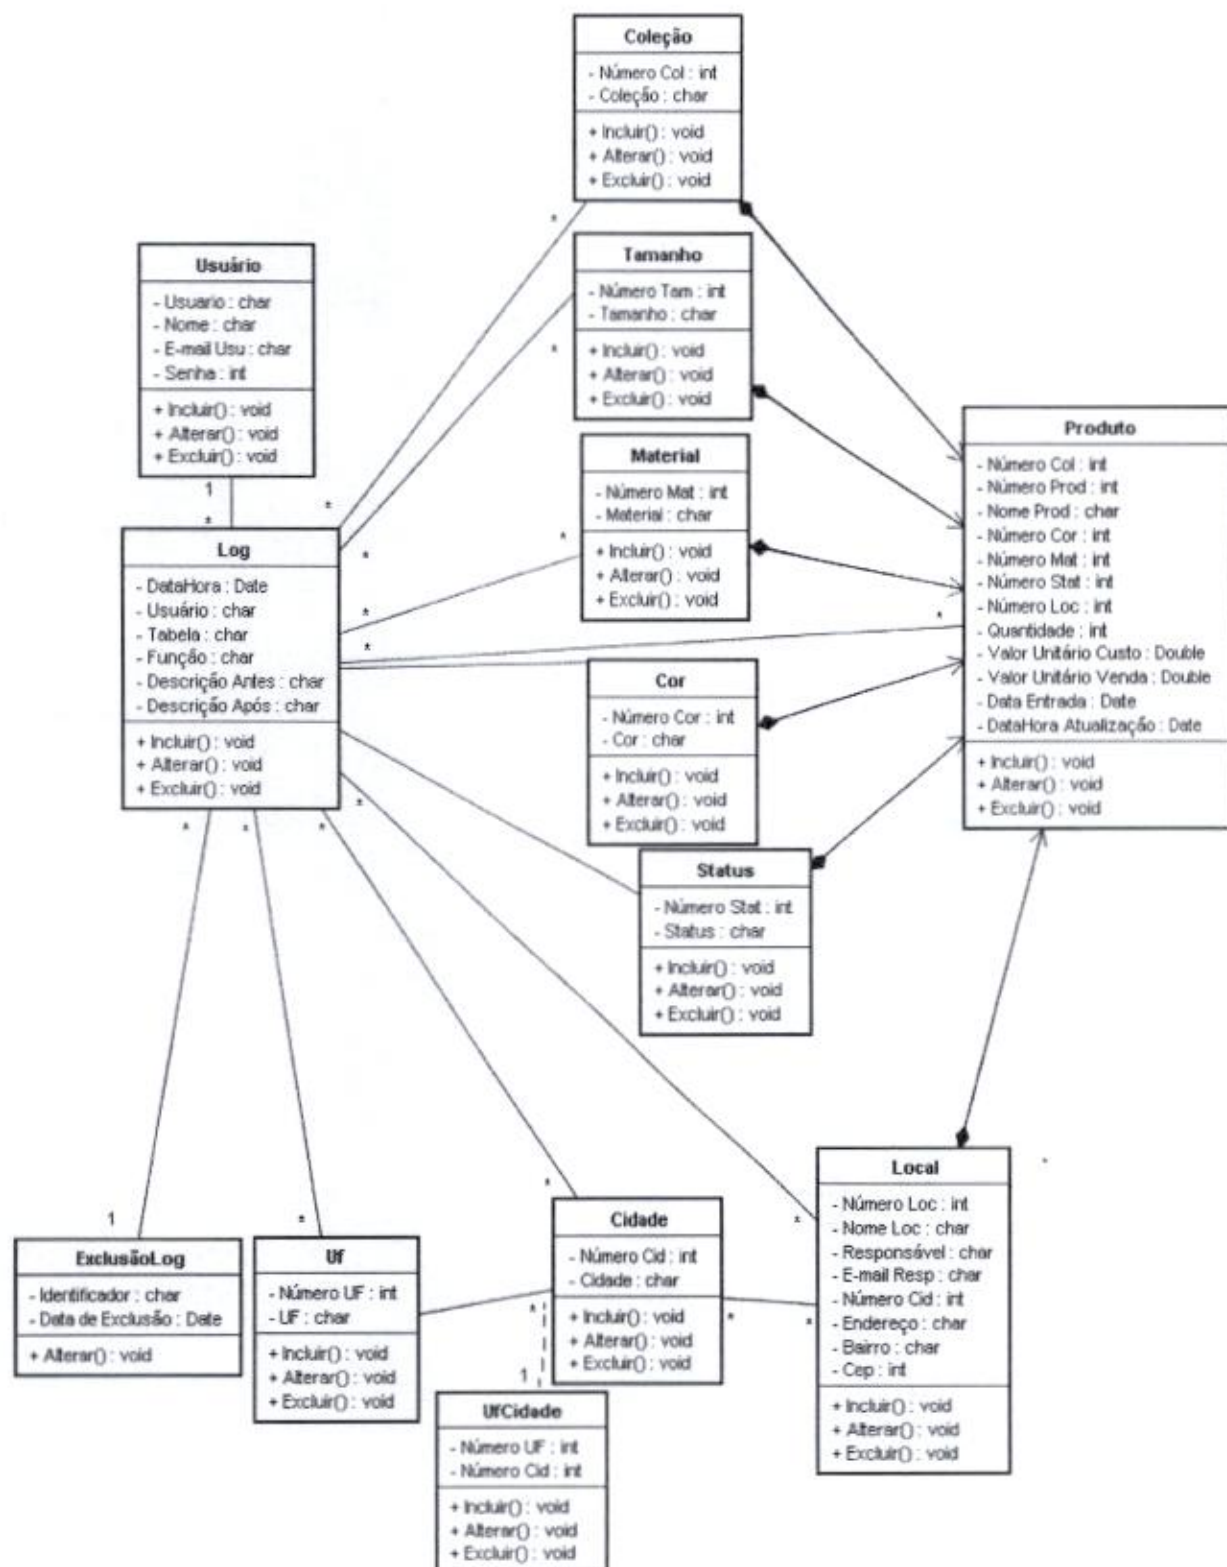 Coleção
- Número Col : int
- Coleção : char
+ Incluir() : void
+ Alterar() : void
+ Excluir() : void
*
Tamanho
- Número Tam : int
- Tamanho : char
+ Incluir() : void
+ Alterar() : void
+ Excluir() : void
*
Usuário
- Usuario : char
- Nome : char
- E-mail Usu : char
- Senha : int
+ Incluir() : void
+ Alterar() : void
+ Excluir() : void
1
*
Material
- Número Mat : int
- Material : char
+ Incluir() : void
+ Alterar() : void
+ Excluir() : void
*
Produto
- Número Col : int
- Número Prod : int
- Nome Prod : char
- Número Cor : int
- Número Mat : int
- Número Stat : int
- Número Loc : int
- Quantidade : int
- Valor Unitário Custo : Double
- Valor Unitário Venda : Double
- Data Entrada : Date
- DataHora Atualização : Date
+ Incluir() : void
+ Alterar() : void
+ Excluir() : void
*
Log
- DataHora : Date
- Usuário : char
- Tabela : char
- Função : char
- Descrição Antes : char
- Descrição Após : char
+ Incluir() : void
+ Alterar() : void
+ Excluir() : void
*
*
*
*
*
*
*
*
Cor
- Número Cor : int
- Cor : char
+ Incluir() : void
+ Alterar() : void
+ Excluir() : void
Status
- Número Stat : int
- Status : char
+ Incluir() : void
+ Alterar() : void
+ Excluir() : void
1
ExclusãoLog
- Identificador : char
- Data de Exclusão : Date
+ Alterar() : void
*
Uf
- Número UF : int
- UF : char
+ Incluir() : void
+ Alterar() : void
+ Excluir() : void
*
Cidade
- Número Cid : int
- Cidade : char
+ Incluir() : void
+ Alterar() : void
+ Excluir() : void
*
*
1
UfCidade
- Número UF : int
- Número Cid : int
+ Incluir() : void
+ Alterar() : void
+ Excluir() : void
*
*
Local
- Número Loc : int
- Nome Loc : char
- Responsável : char
- E-mail Resp : char
- Número Cid : int
- Endereço : char
- Bairro : char
- Cep : int
+ Incluir() : void
+ Alterar() : void
+ Excluir() : void